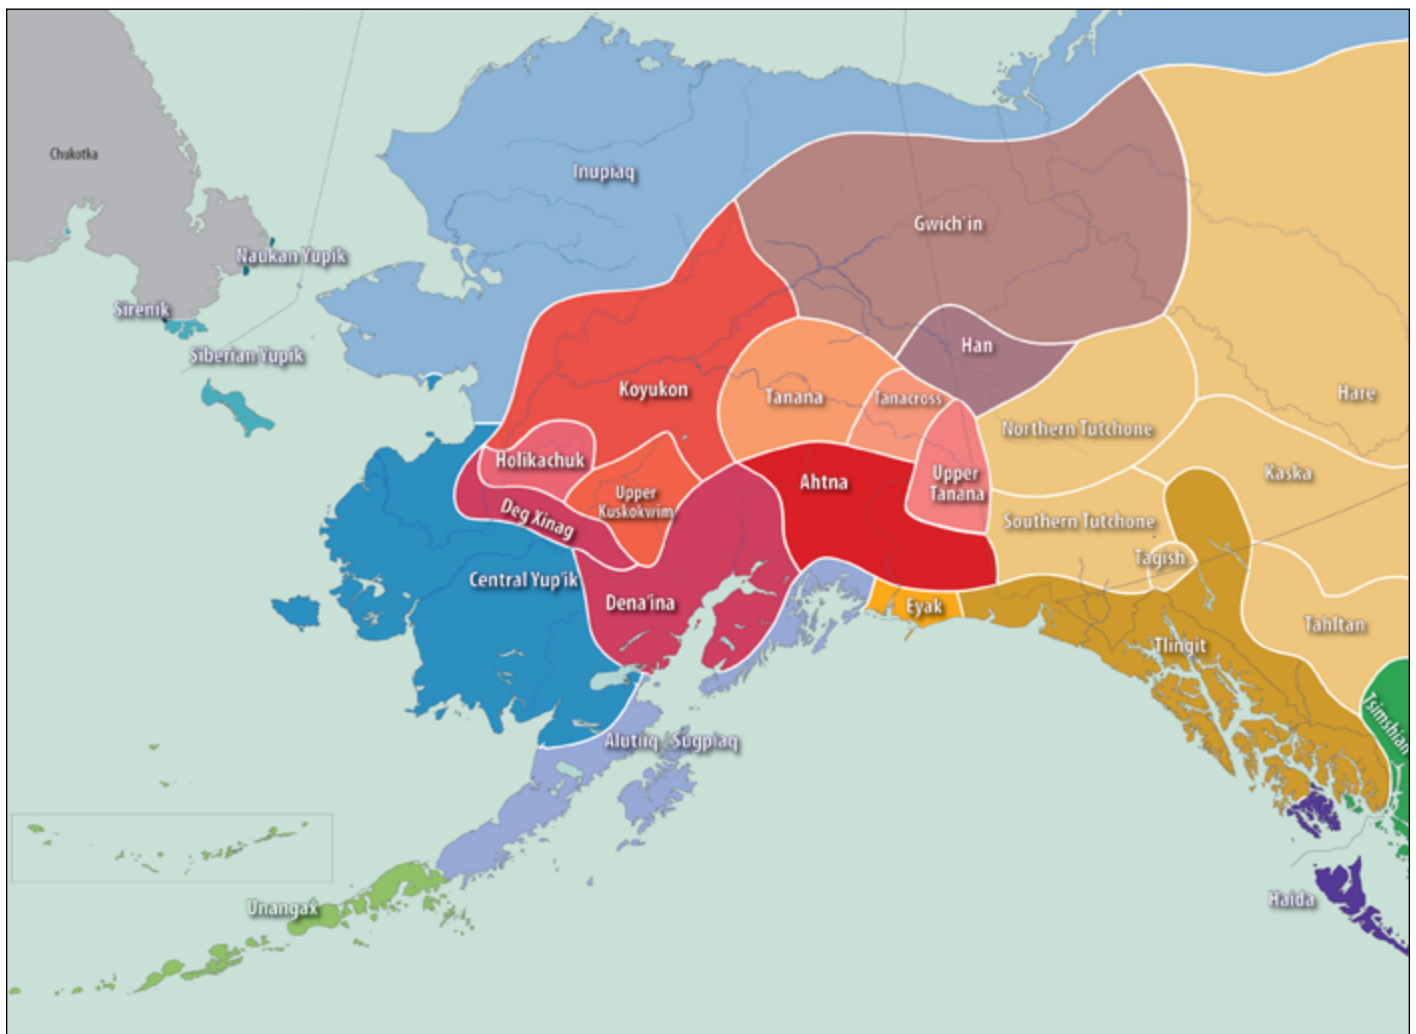 Chukotka
Inupiaq
Gwich'in
Naukan Yupik
Sirenik
Siberian Yupik
Han
Koyukon
Tanana
Tanacross
Hare
Northern Tutchone
Holikachuk
Upper
Kuskokwim
Ahtna
Upper
Tanana
Kaska
Deg Xinag
Southern Tutchone
Tagish
Central Yup'ik
Dena'ina
Eyak
Tahltan
Tlingit
Tsimshian
Alutiiq / Sugpiaq
Haida
Unangax